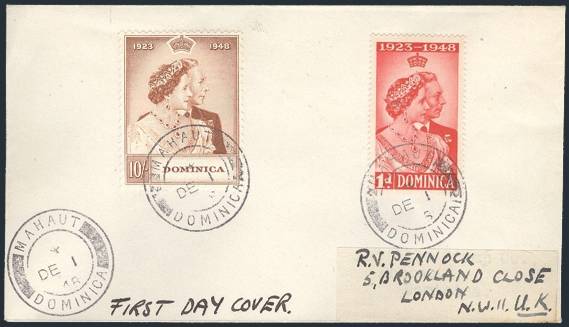 1923 1948
10/-
DOMINICA
1923-1948
1d DOMINICA
MAHAUT
DE 1
DOMINICA
MAHAUT
DE 1
DOMINICA
MAHAUT
DE 1
48
DOMINICA
FIRST DAY COVER.
R.V. PENNOCK
5, BROOKLAND CLOSE
LONDON
N.W.11. U.K.